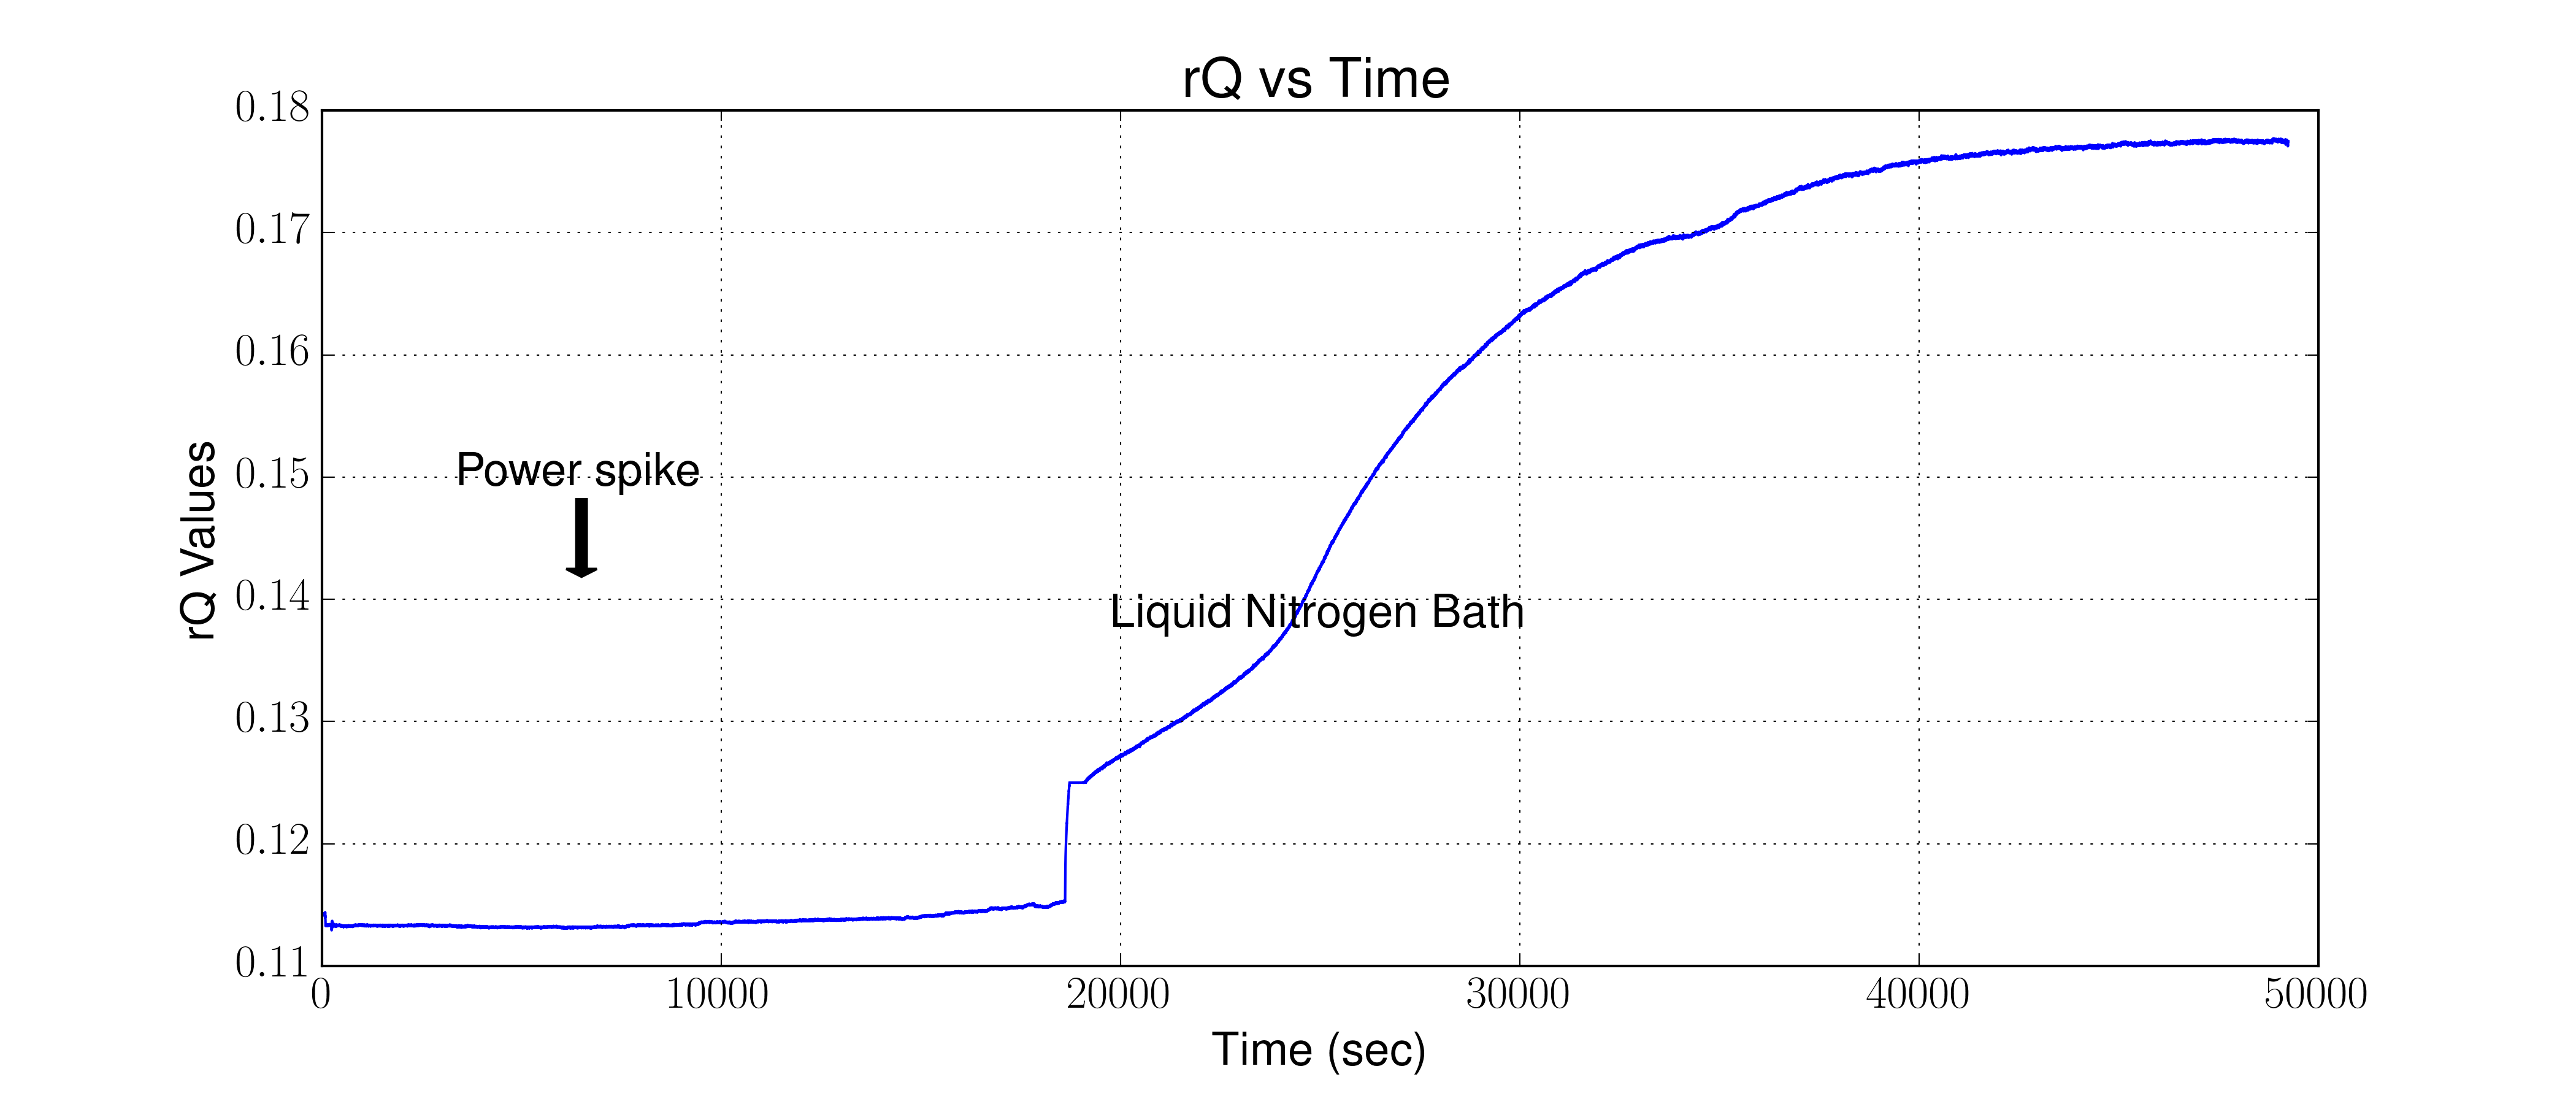 rQ vs Time
0.18
0.17
0.16
0.15
0.14
0.13
0.12
0.11
rQ Values
Power spike
Liquid Nitrogen Bath
0 10000 20000 30000 40000 50000
Time (sec)